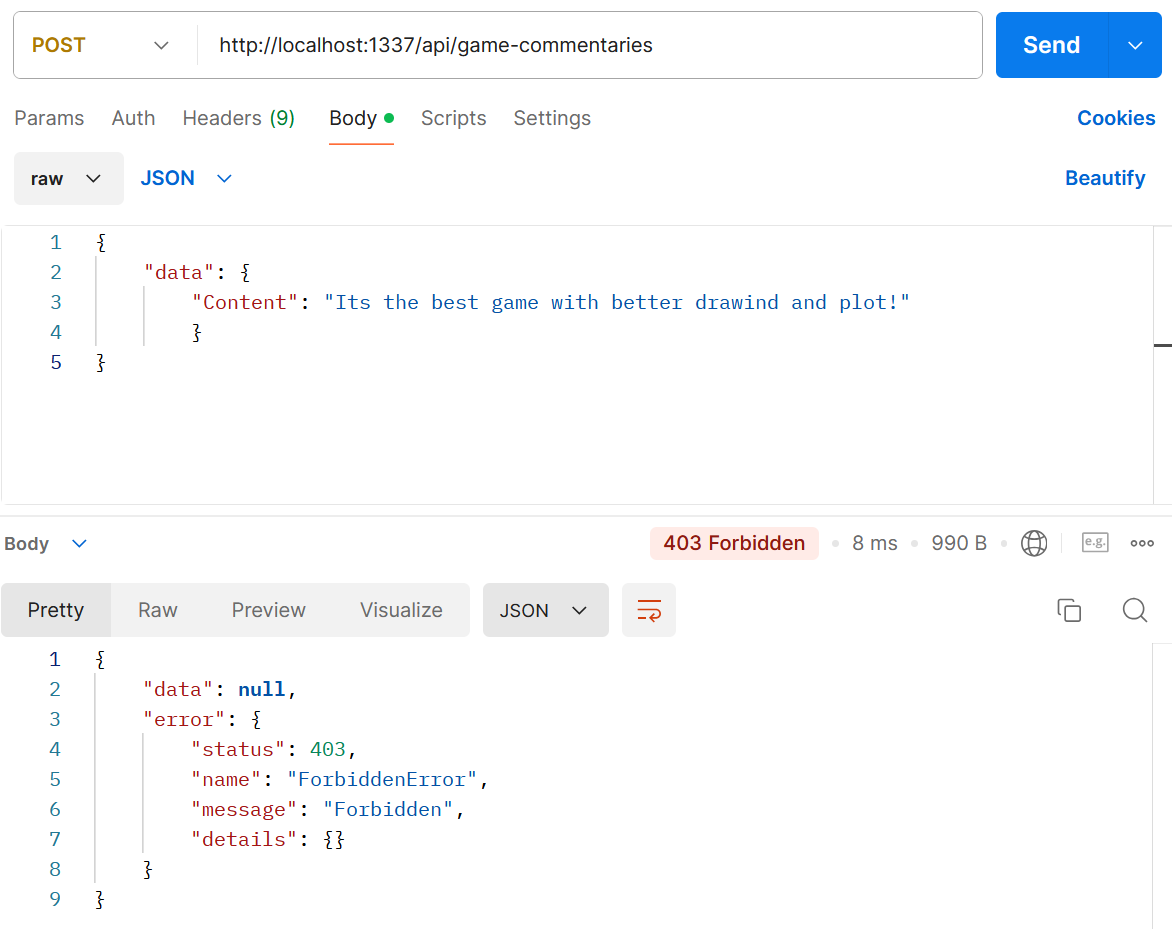 POST http://localhost:1337/api/game-commentaries Send
Params Auth Headers (9) Body Scripts Settings Cookies
raw JSON Beautify
1 {
2 "data": {
3 "Content": "Its the best game with better drawind and plot!"
4 }
5 }
Body 403 Forbidden 8 ms 990 B e.g.
Pretty Raw Preview Visualize JSON
1 {
2 "data": null,
3 "error": {
4 "status": 403,
5 "name": "ForbiddenError",
6 "message": "Forbidden",
7 "details": {}
8 }
9 }